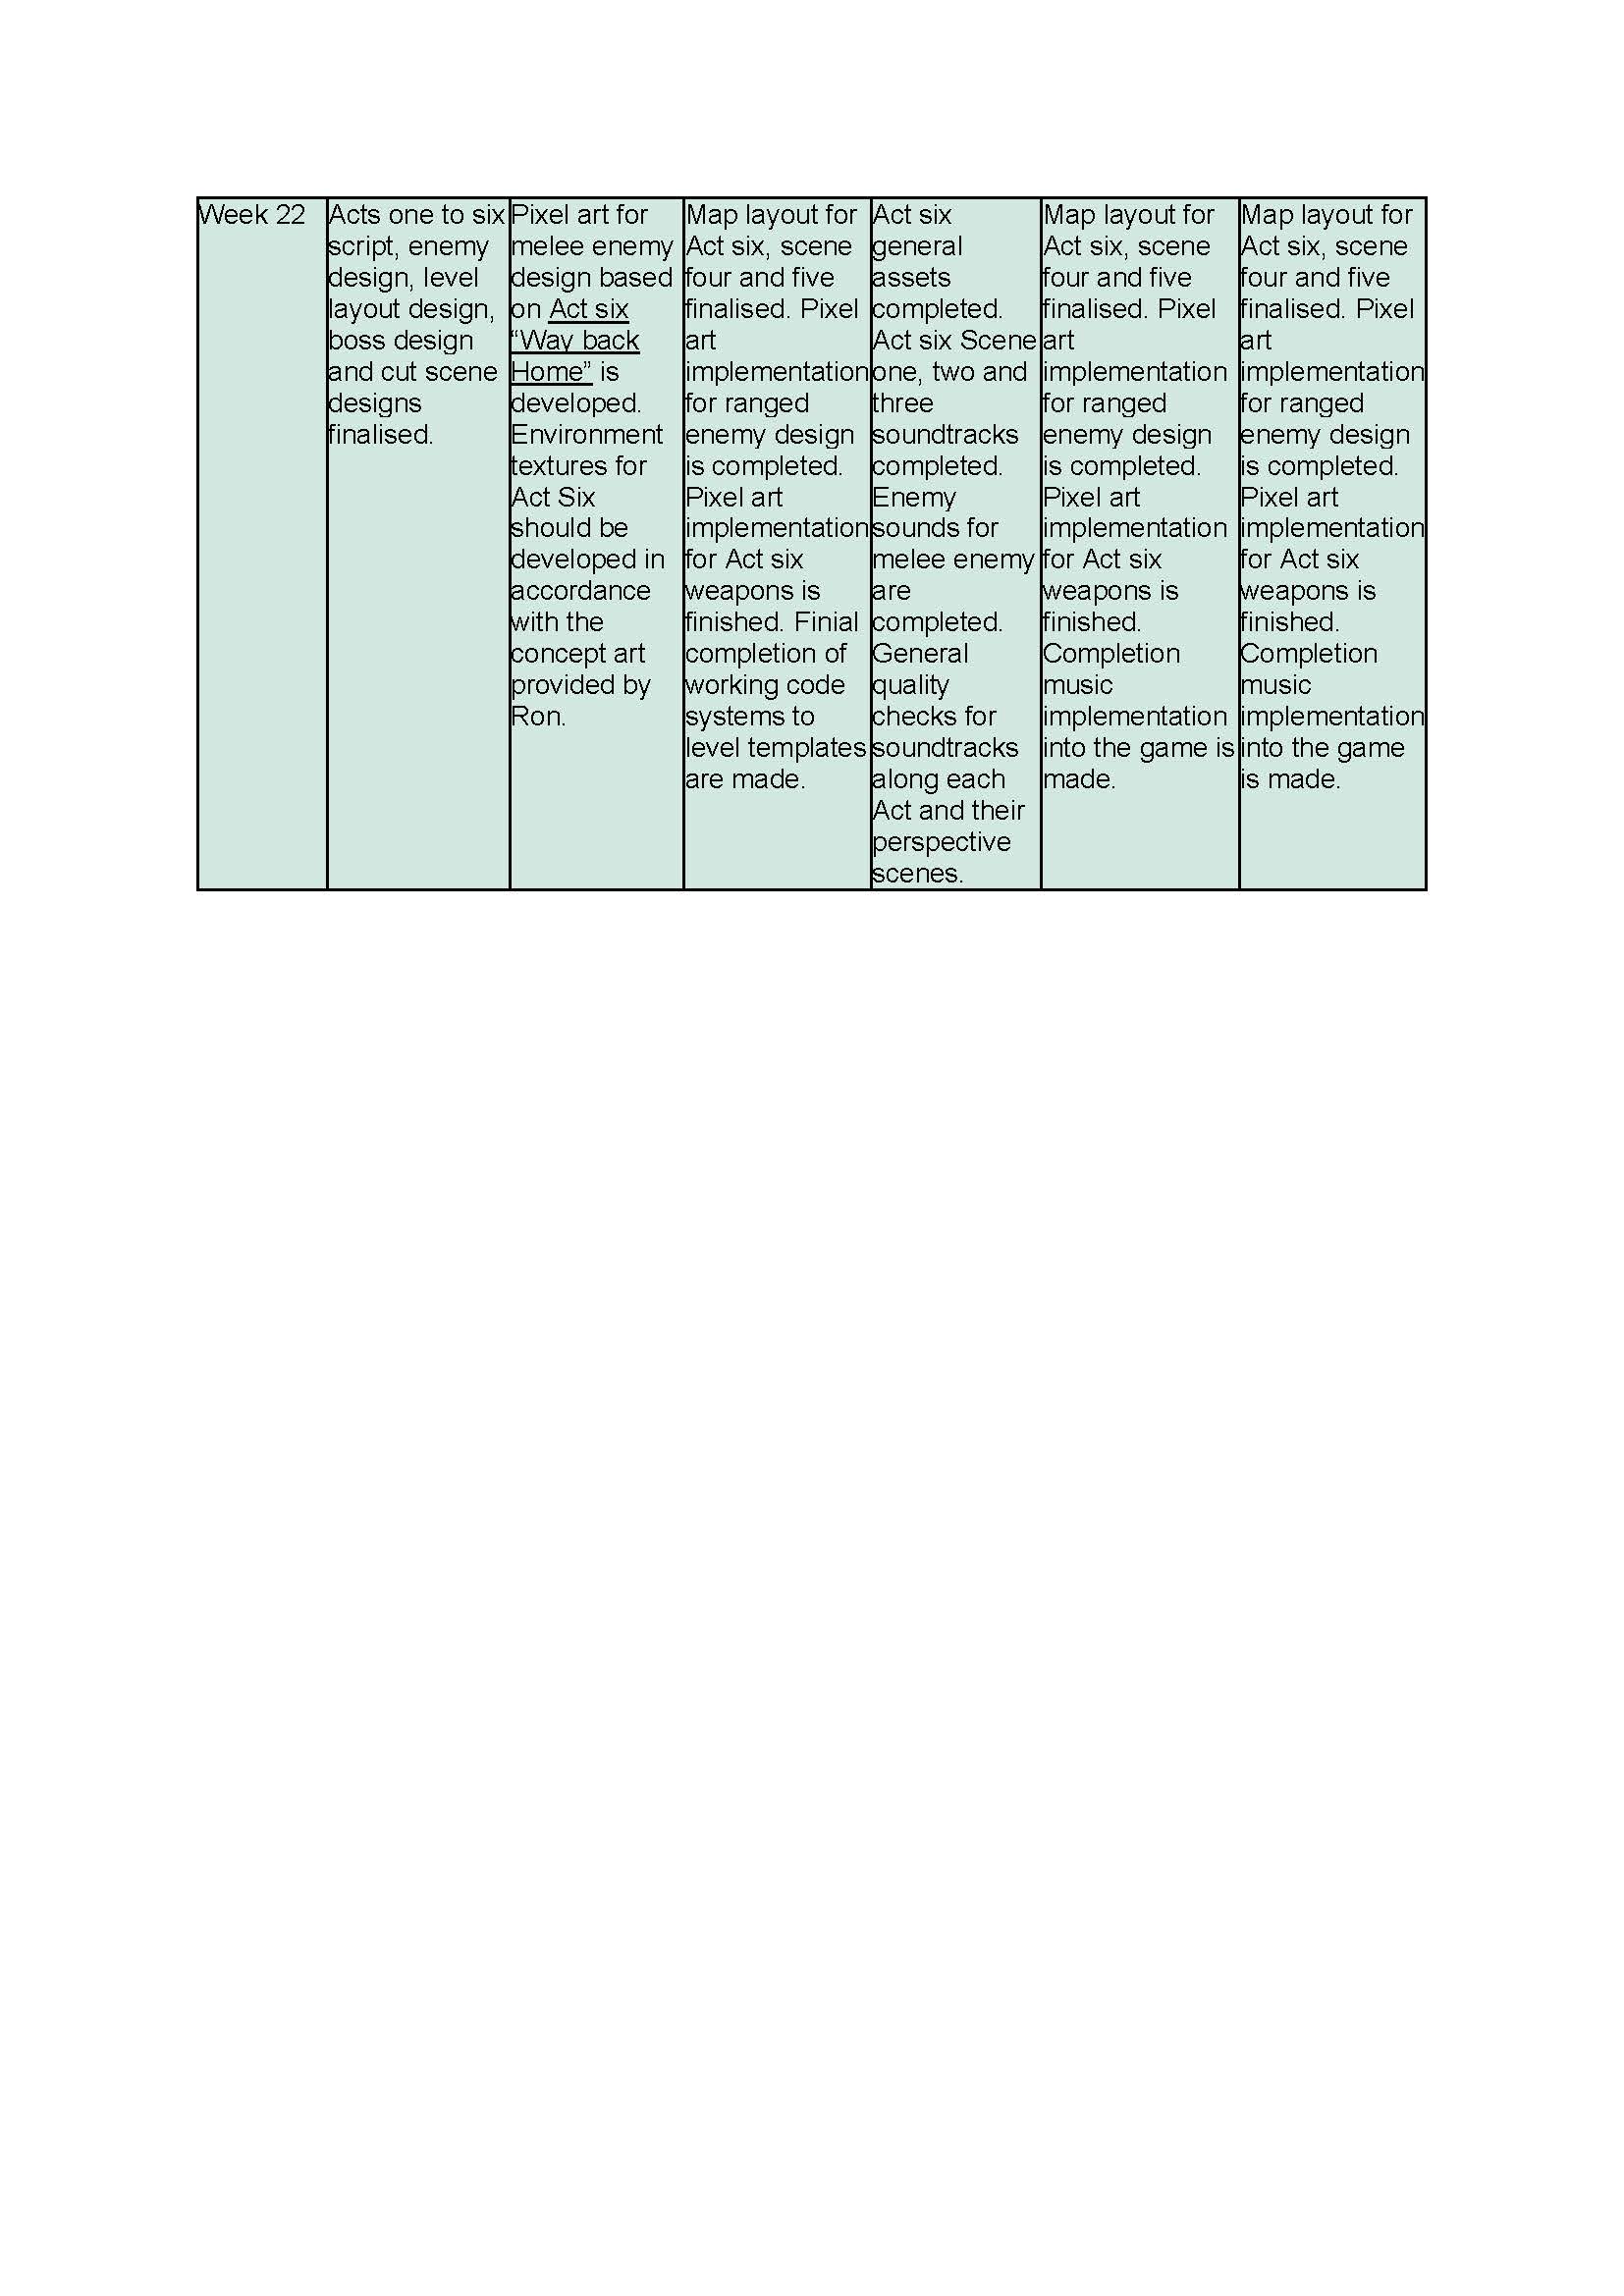 Week 22
Acts one to six
script, enemy
design, level
layout design,
boss design
and cut scene
designs
finalised.
Pixel art for
melee enemy
design based
on Act six
“Way back
Home” is
developed.
Environment
textures for
Act Six
should be
developed in
accordance
with the
concept art
provided by
Ron.
Map layout for
Act six, scene
four and five
finalised. Pixel
art
implementation
for ranged
enemy design
is completed.
Pixel art
implementation
for Act six
weapons is
finished. Finial
completion of
working code
systems to
level templates
are made.
Act six
general
assets
completed.
Act six Scene
one, two and
three
soundtracks
completed.
Enemy
sounds for
melee enemy
are
completed.
General
quality
checks for
soundtracks
along each
Act and their
perspective
scenes.
Map layout for
Act six, scene
four and five
finalised. Pixel
art
implementation
for ranged
enemy design
is completed.
Pixel art
implementation
for Act six
weapons is
finished.
Completion
music
implementation
into the game is
made.
Map layout for
Act six, scene
four and five
finalised. Pixel
art
implementation
for ranged
enemy design
is completed.
Pixel art
implementation
for Act six
weapons is
finished.
Completion
music
implementation
into the game
is made.